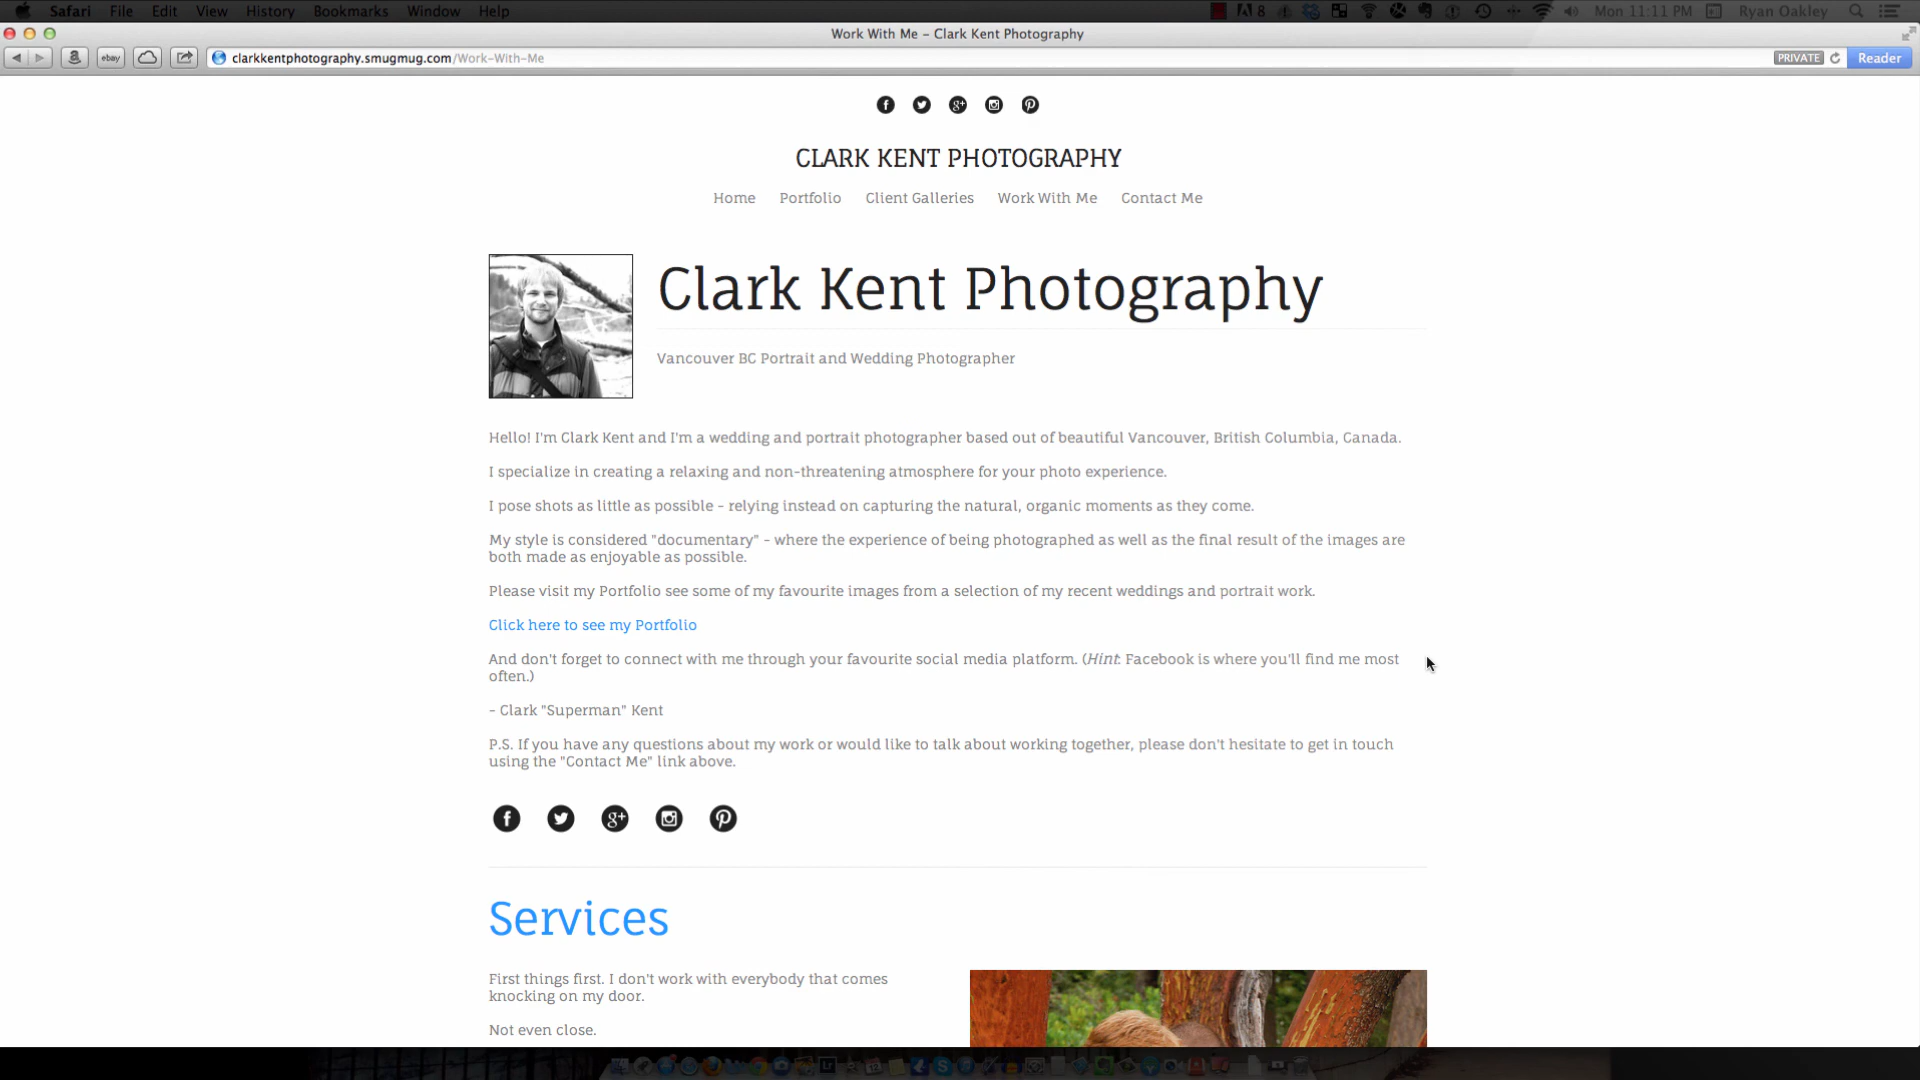 Safari File Edit View History Bookmarks Window Help 8 Mon 11:11 PM Ryan Oakley
Work With Me – Clark Kent Photography
ebay clarkkentphotography.smugmug.com/Work-With-Me PRIVATE Reader
CLARK KENT PHOTOGRAPHY
Home Portfolio Client Galleries Work With Me Contact Me
Clark Kent Photography
Vancouver BC Portrait and Wedding Photographer
Hello! I'm Clark Kent and I'm a wedding and portrait photographer based out of beautiful Vancouver, British Columbia, Canada.
I specialize in creating a relaxing and non-threatening atmosphere for your photo experience.
I pose shots as little as possible - relying instead on capturing the natural, organic moments as they come.
My style is considered "documentary" - where the experience of being photographed as well as the final result of the images are
both made as enjoyable as possible.
Please visit my Portfolio see some of my favourite images from a selection of my recent weddings and portrait work.
Click here to see my Portfolio
And don't forget to connect with me through your favourite social media platform. (Hint: Facebook is where you'll find me most
often.)
- Clark "Superman" Kent
P.S. If you have any questions about my work or would like to talk about working together, please don't hesitate to get in touch
using the "Contact Me" link above.
Services
First things first. I don't work with everybody that comes
knocking on my door.
Not even close.